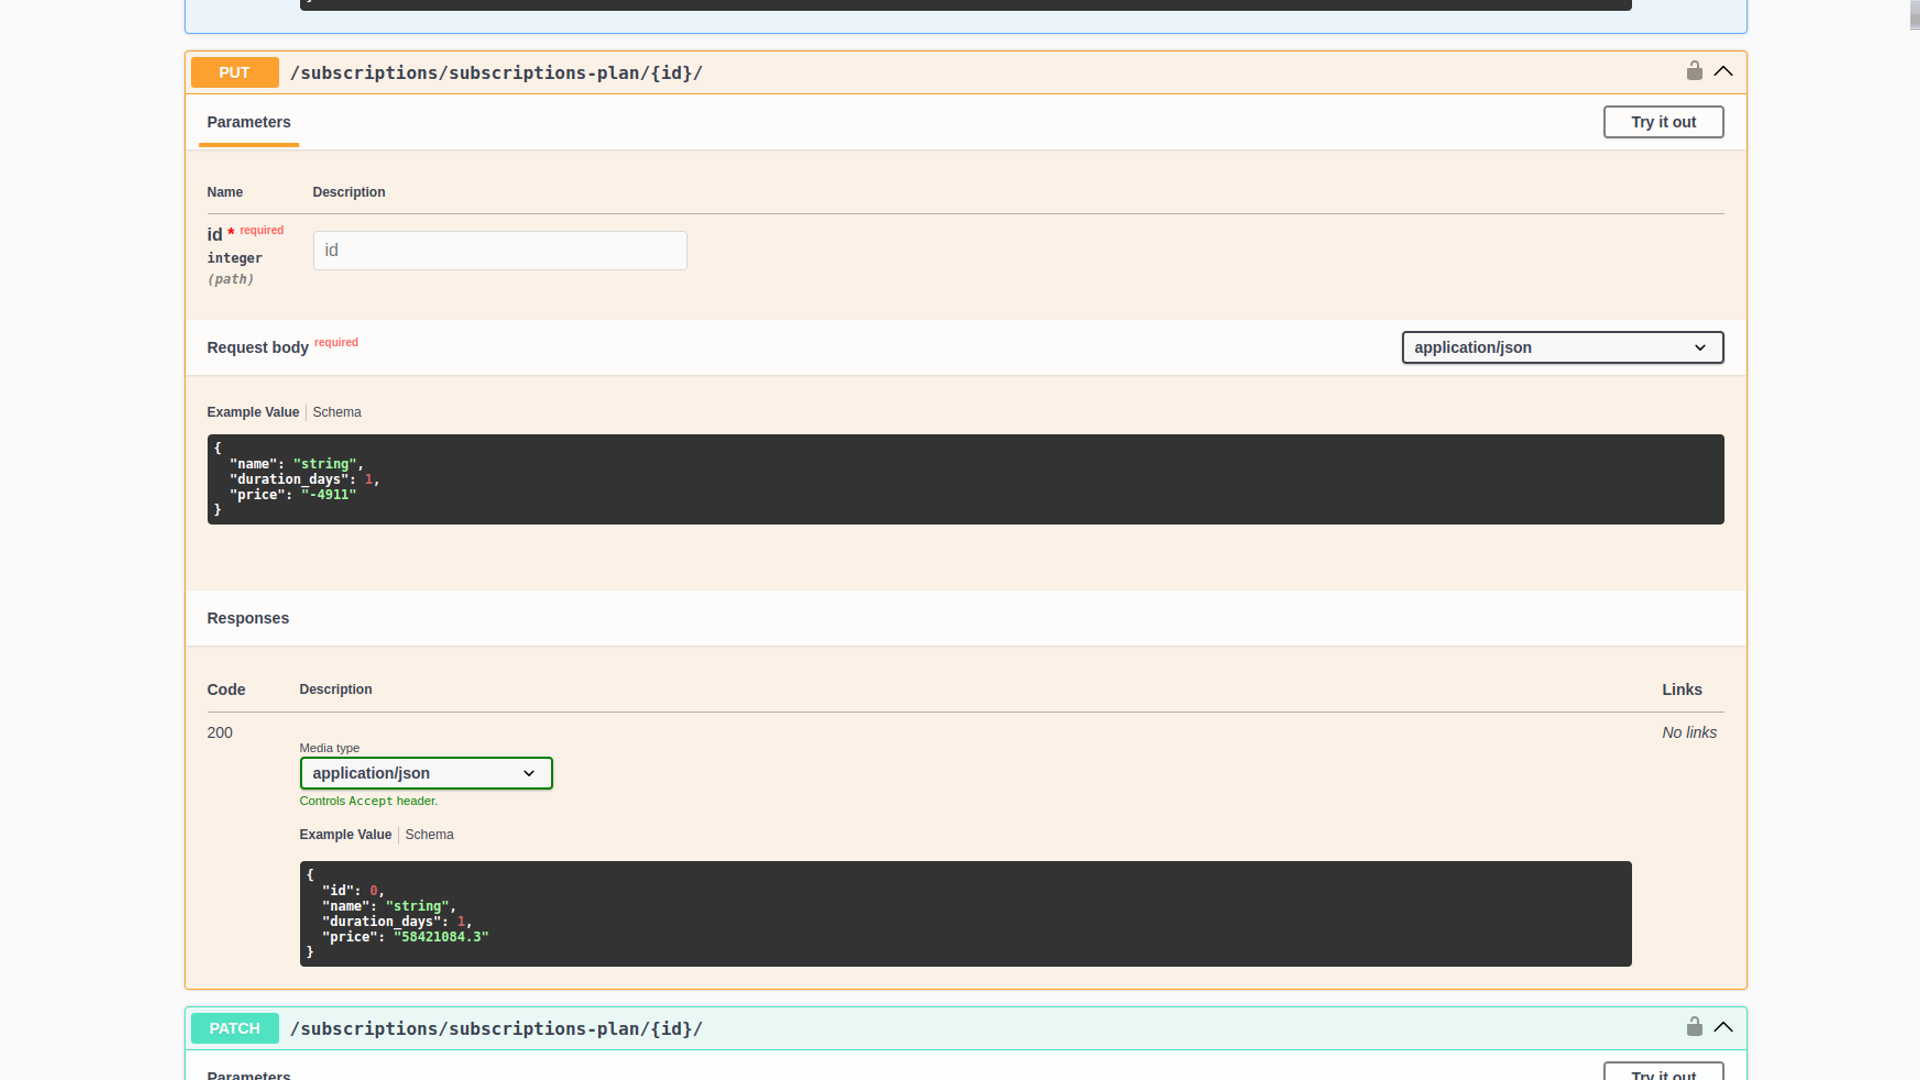 PUT /subscriptions/subscriptions-plan/{id}/
Parameters
Try it out
Name Description
id * required
integer
(path)
id
Request body required
application/json
Example Value Schema
{
"name": "string",
"duration_days": 1,
"price": "-4911"
}
Responses
Code Description Links
200
No links
Media type
application/json
Controls Accept header.
Example Value Schema
{
"id": 0,
"name": "string",
"duration_days": 1,
"price": "58421084.3"
}
PATCH /subscriptions/subscriptions-plan/{id}/
Parameters
Try it out